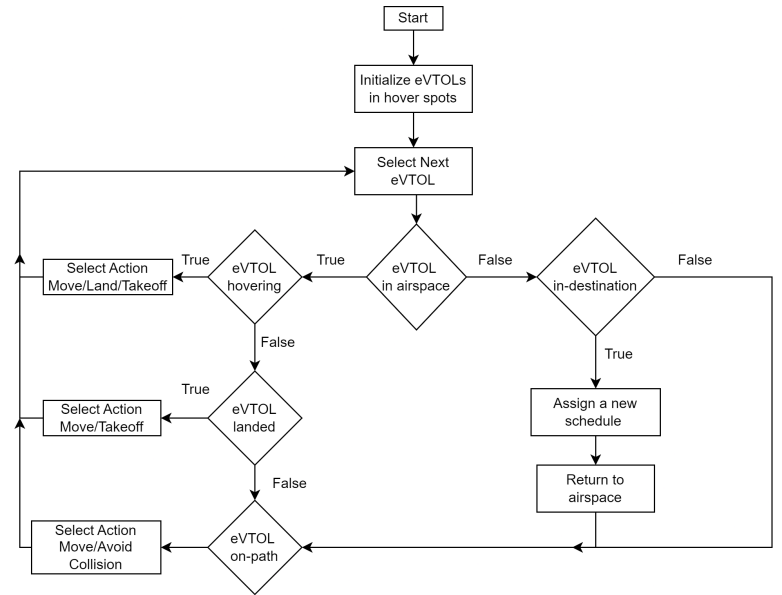 Start
Initialize eVTOLs
in hover spots
Select Next
eVTOL
eVTOL
in airspace
True
False
eVTOL
hovering
True
Select Action
Move/Land/Takeoff
False
eVTOL
in-destination
False
True
Assign a new
schedule
Return to
airspace
eVTOL
landed
True
Select Action
Move/Takeoff
False
eVTOL
on-path
Select Action
Move/Avoid
Collision